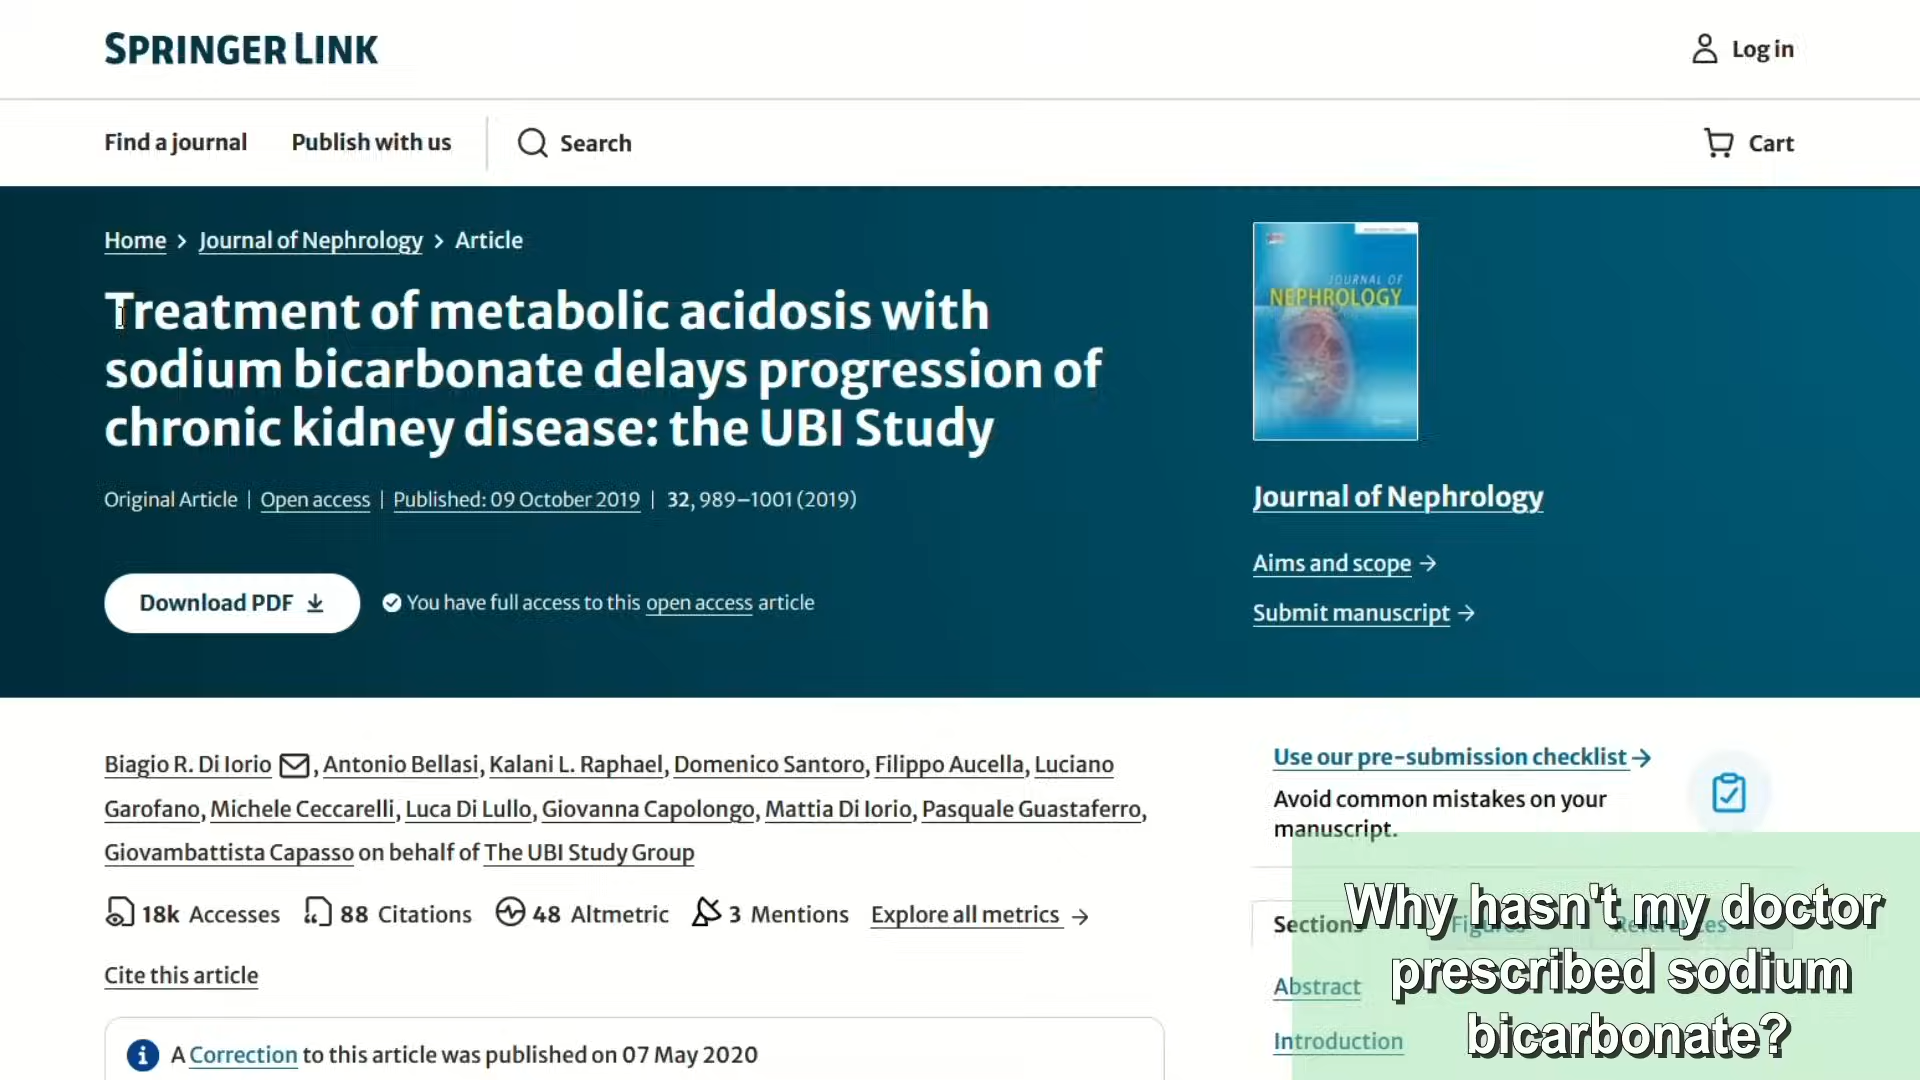 SPRINGER LINK
Log in
Find a journal
Publish with us
Search
Cart
Home > Journal of Nephrology > Article
Treatment of metabolic acidosis with
sodium bicarbonate delays progression of
chronic kidney disease: the UBI Study
Original Article | Open access | Published: 09 October 2019 | 32, 989–1001 (2019)
Download PDF
You have full access to this open access article
JOURNAL OF
NEPHROLOGY
Journal of Nephrology
Aims and scope →
Submit manuscript →
Biagio R. Di Iorio, Antonio Bellasi, Kalani L. Raphael, Domenico Santoro, Filippo Aucella, Luciano
Garofano, Michele Ceccarelli, Luca Di Lullo, Giovanna Capolongo, Mattia Di Iorio, Pasquale Guastaferro,
Giovambattista Capasso on behalf of The UBI Study Group
18k Accesses
88 Citations
48 Altmetric
3 Mentions
Explore all metrics →
Cite this article
A Correction to this article was published on 07 May 2020
Use our pre-submission checklist →
Avoid common mistakes on your
manuscript.
Sections
Figures
References
Abstract
Introduction
Why hasn't my doctor
prescribed sodium
bicarbonate?